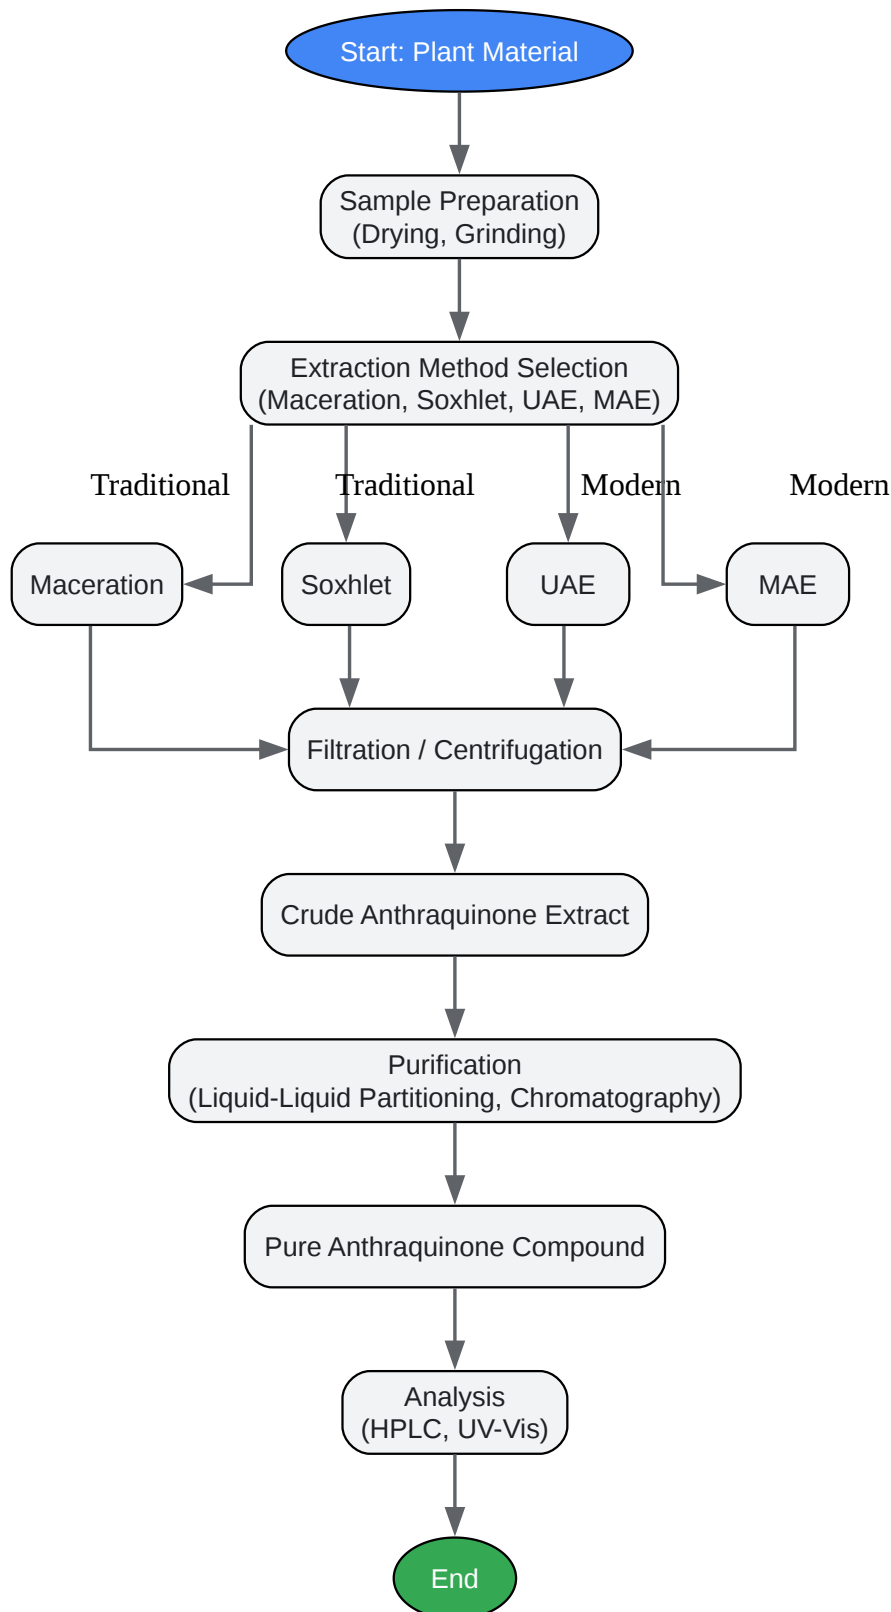 Start: Plant Material
Sample Preparation
(Drying, Grinding)
Extraction Method Selection
(Maceration, Soxhlet, UAE, MAE)
Traditional
Traditional
Modern
Modern
Maceration
Soxhlet
UAE
MAE
Filtration / Centrifugation
Crude Anthraquinone Extract
Purification
(Liquid-Liquid Partitioning, Chromatography)
Pure Anthraquinone Compound
Analysis
(HPLC, UV-Vis)
End